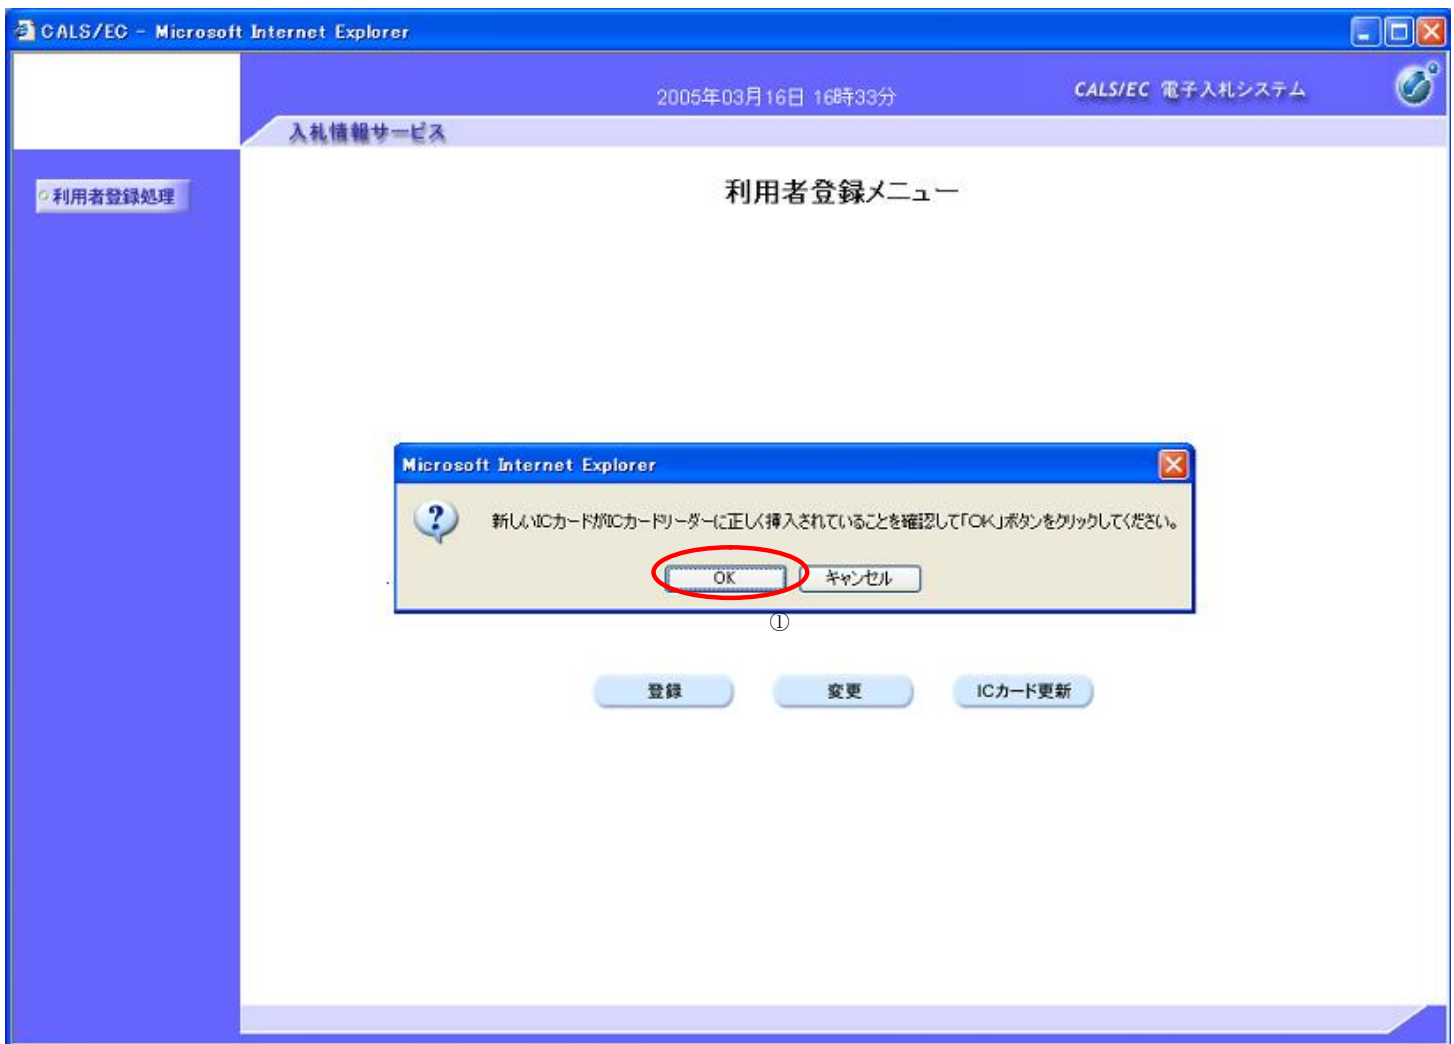 CALS/EC - Microsoft Internet Explorer
2005年03月16日 16時33分
CALS/EC 電子入札システム
入札情報サービス
利用者登録処理
利用者登録メニュー
Microsoft Internet Explorer
新しいICカードがICカードリーダーに正しく挿入されていることを確認して「OK」ボタンをクリックしてください。
OK
キャンセル
①
登録
変更
ICカード更新